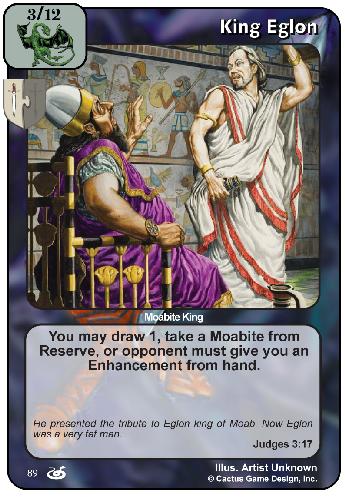 3/12
King Eglon
Moabite King
You may draw 1, take a Moabite from
Reserve, or opponent must give you an
Enhancement from hand.
He presented the tribute to Eglon king of Moab. Now Eglon
was a very fat man.
Judges 3:17
Illus. Artist Unknown
89
© Cactus Game Design, Inc.